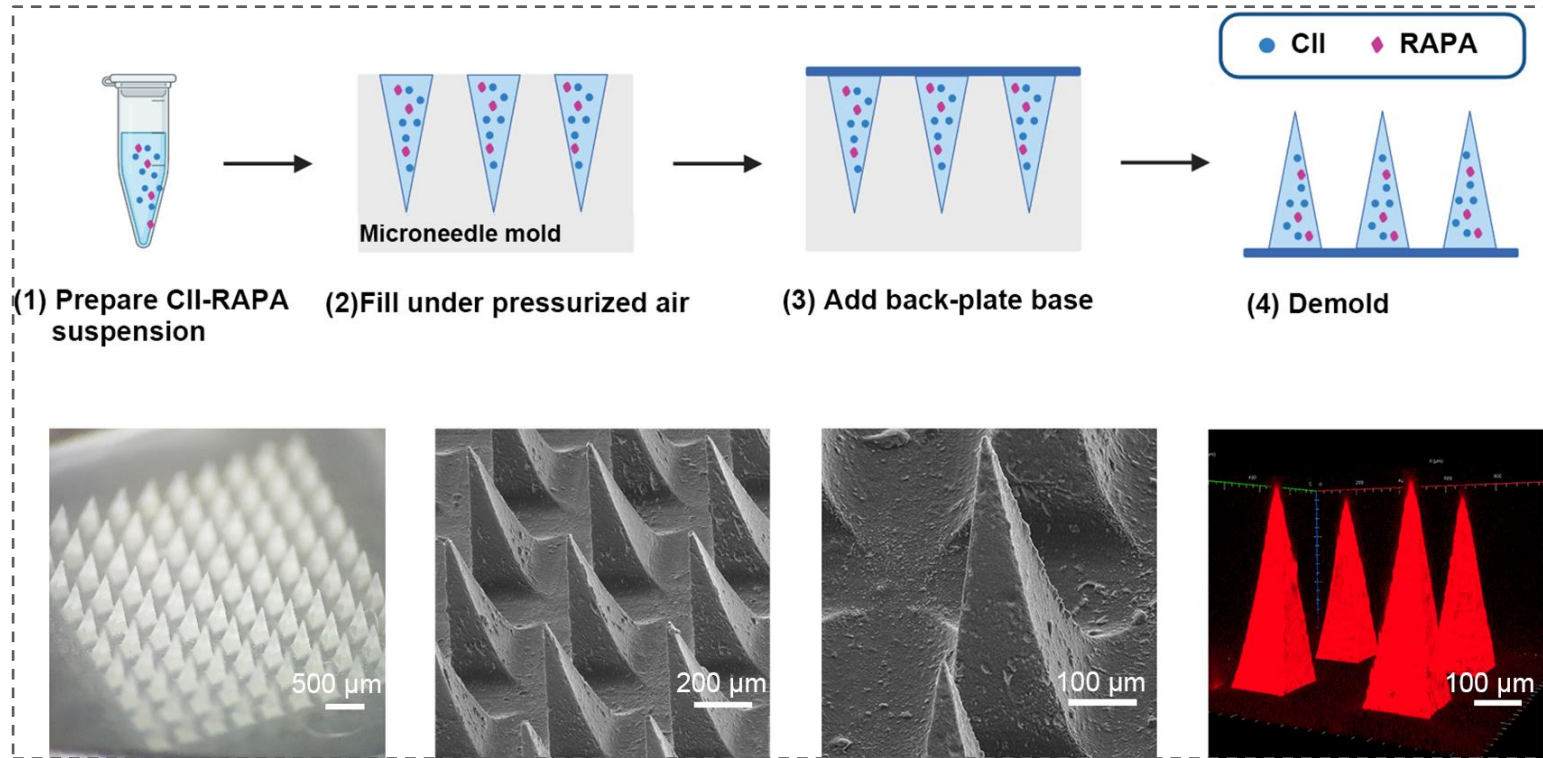 CII RAPA
Microneedle mold
(1) Prepare CII-RAPA
suspension
(2)Fill under pressurized air
(3) Add back-plate base
(4) Demold
500 µm
200 µm
100 µm
100 µm